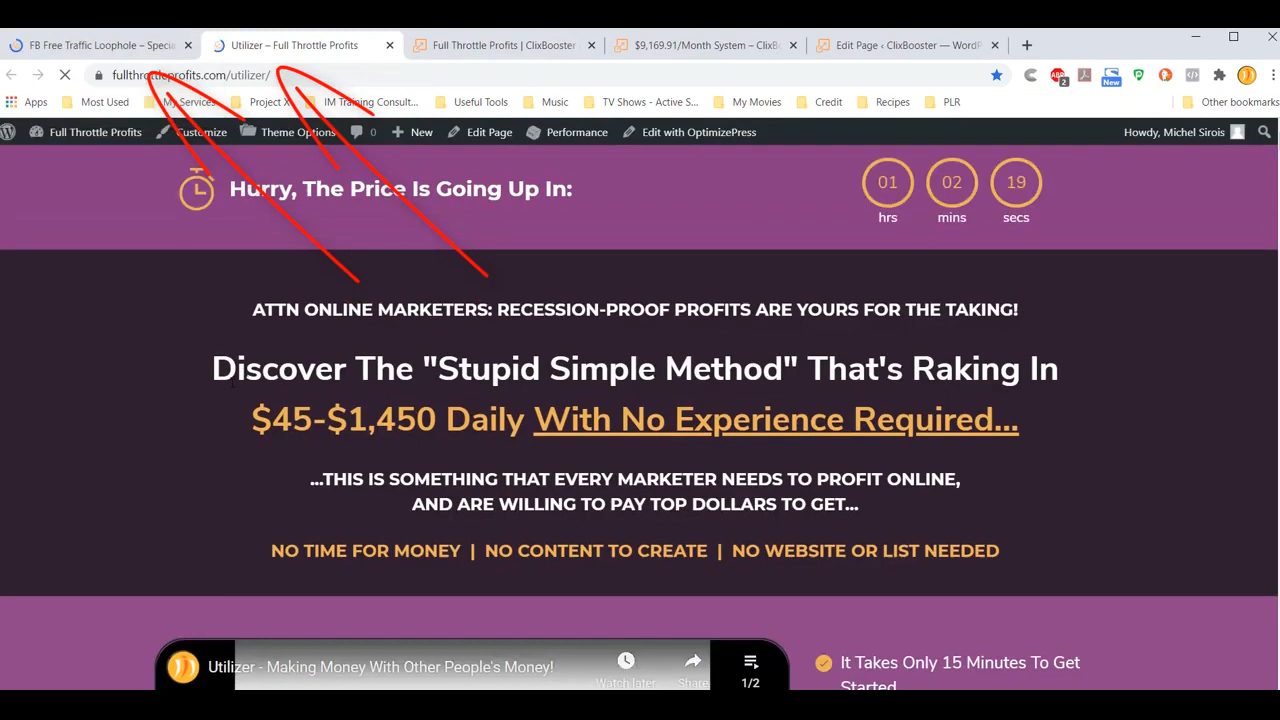 FB Free Traffic Loophole – Specia
Utilizer – Full Throttle Profits
Full Throttle Profits | ClixBooster
$9,169.91/Month System – ClixB
Edit Page ‹ ClixBooster — WordP
fullthrottleprofits.com/utilizer/
ABP
2
New
Apps
Most Used
My Services
Project X
IM Training Consult...
Useful Tools
Music
TV Shows - Active S...
My Movies
Credit
Recipes
PLR
Other bookmarks
Full Throttle Profits
Customize
Theme Options
0
New
Edit Page
Performance
Edit with OptimizePress
Howdy, Michel Sirois
Hurry, The Price Is Going Up In:
01
02
19
hrs
mins
secs
ATTN ONLINE MARKETERS: RECESSION-PROOF PROFITS ARE YOURS FOR THE TAKING!
Discover The "Stupid Simple Method" That's Raking In
$45-$1,450 Daily With No Experience Required...
...THIS IS SOMETHING THAT EVERY MARKETER NEEDS TO PROFIT ONLINE,
AND ARE WILLING TO PAY TOP DOLLARS TO GET...
NO TIME FOR MONEY | NO CONTENT TO CREATE | NO WEBSITE OR LIST NEEDED
Utilizer - Making Money With Other People's Money!
Watch later
Share
1/2
It Takes Only 15 Minutes To Get
Started